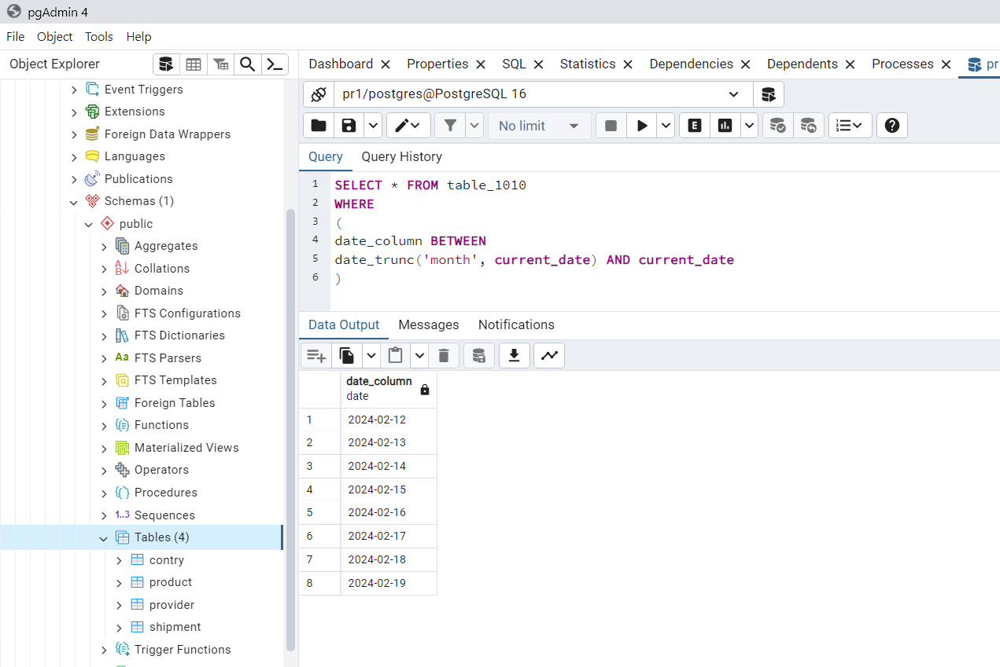 pgAdmin 4
File Object Tools Help
Object Explorer
Event Triggers
Extensions
Foreign Data Wrappers
Languages
Publications
Schemas (1)
public
Aggregates
Collations
Domains
FTS Configurations
FTS Dictionaries
Aa FTS Parsers
FTS Templates
Foreign Tables
Functions
Materialized Views
Operators
Procedures
1..3 Sequences
Tables (4)
contry
product
provider
shipment
Trigger Functions
Dashboard Properties SQL Statistics Dependencies Dependents Processes pr
pr1/postgres@PostgreSQL 16
No limit
E
Query Query History
1 SELECT * FROM table_1010
2 WHERE
3 (
4 date_column BETWEEN
5 date_trunc('month', current_date) AND current_date
6 )
Data Output Messages Notifications
date_column
date
1 2024-02-12
2 2024-02-13
3 2024-02-14
4 2024-02-15
5 2024-02-16
6 2024-02-17
7 2024-02-18
8 2024-02-19